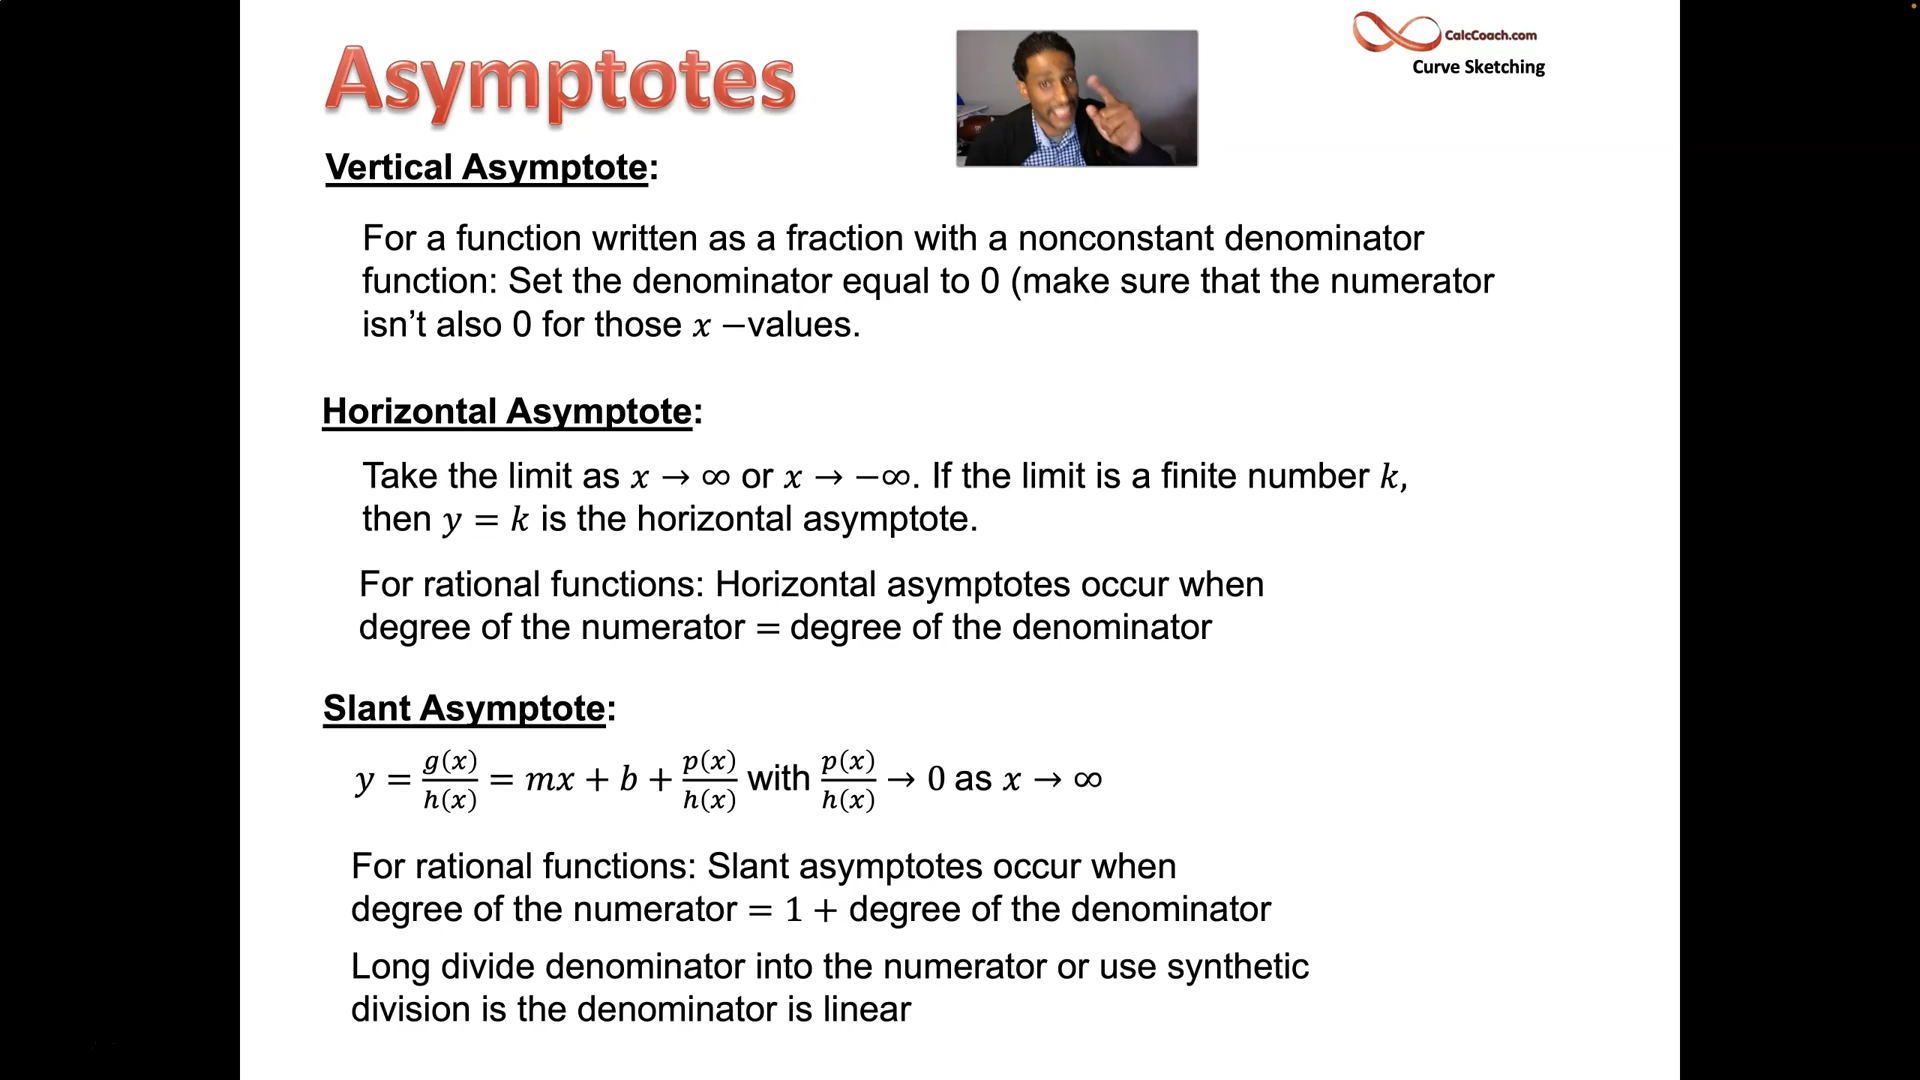 Asymptotes
CalcCoach.com
Curve Sketching
Vertical Asymptote:
For a function written as a fraction with a nonconstant denominator
function: Set the denominator equal to 0 (make sure that the numerator
isn’t also 0 for those x −values.
Horizontal Asymptote:
Take the limit as x → ∞ or x → −∞. If the limit is a finite number k,
then y = k is the horizontal asymptote.
For rational functions: Horizontal asymptotes occur when
degree of the numerator = degree of the denominator
Slant Asymptote:
y = g(x)/h(x) = mx + b + p(x)/h(x) with p(x)/h(x) → 0 as x → ∞
For rational functions: Slant asymptotes occur when
degree of the numerator = 1 + degree of the denominator
Long divide denominator into the numerator or use synthetic
division is the denominator is linear